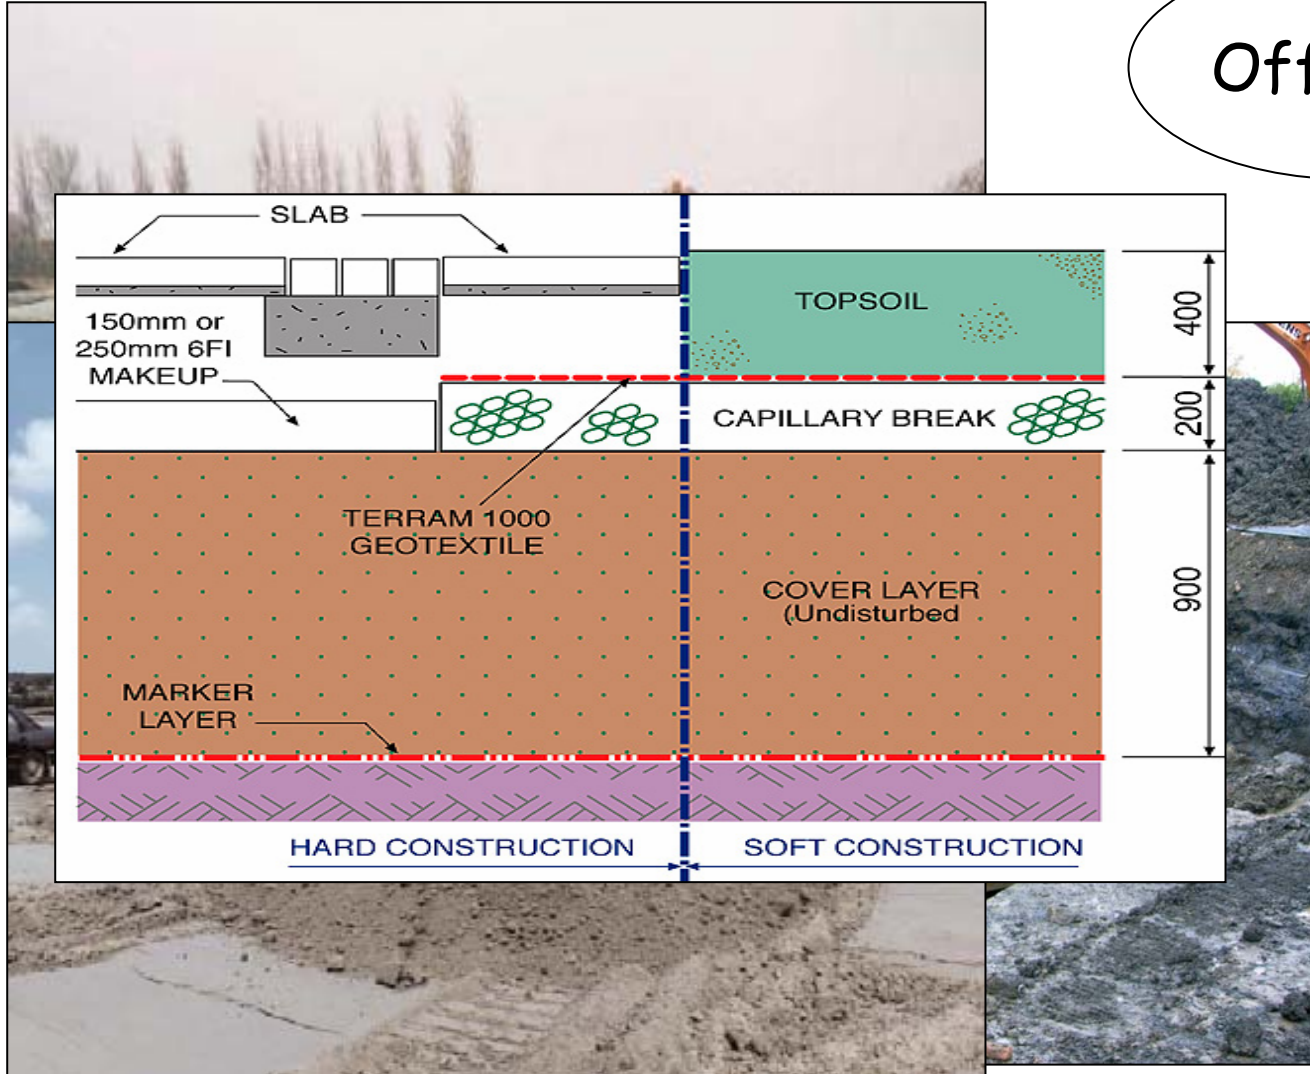 Off
SLAB
150mm or
250mm 6FI
MAKEUP
TOPSOIL
400
CAPILLARY BREAK
200
TERRAM 1000
GEOTEXTILE
COVER LAYER
(Undisturbed
900
MARKER
LAYER
HARD CONSTRUCTION
SOFT CONSTRUCTION